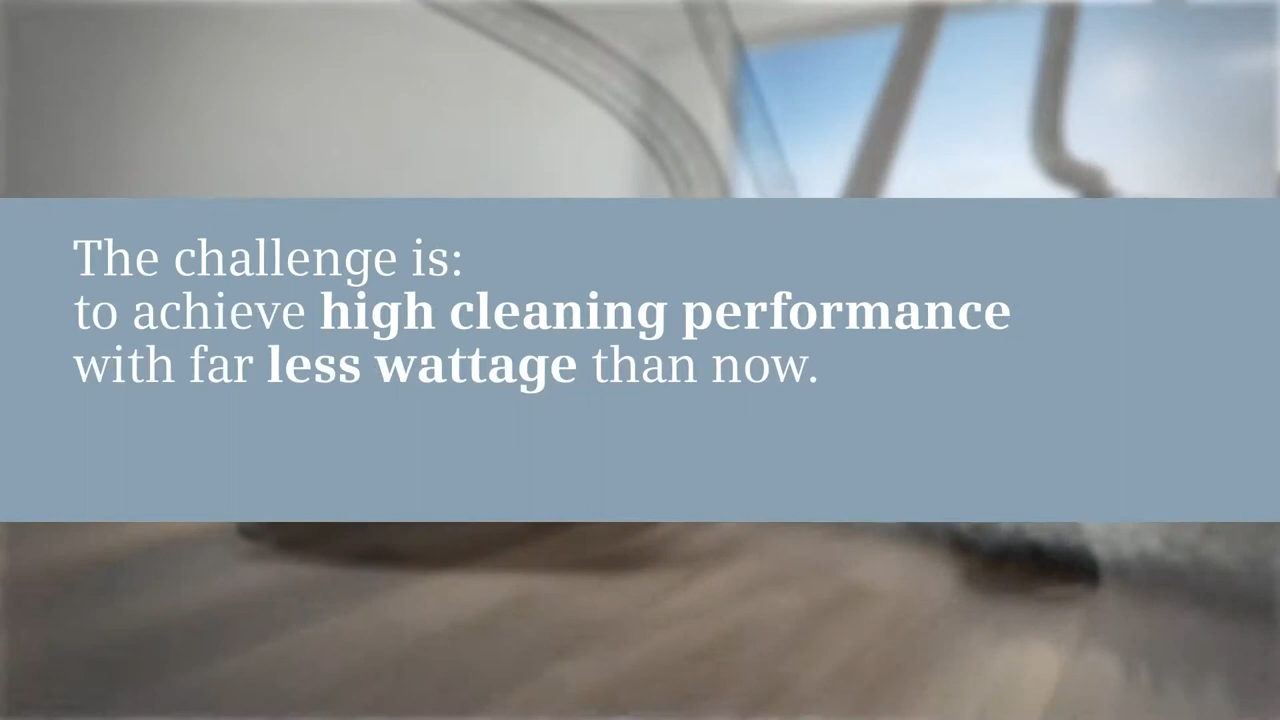 The challenge is:
to achieve high cleaning performance
with far less wattage than now.